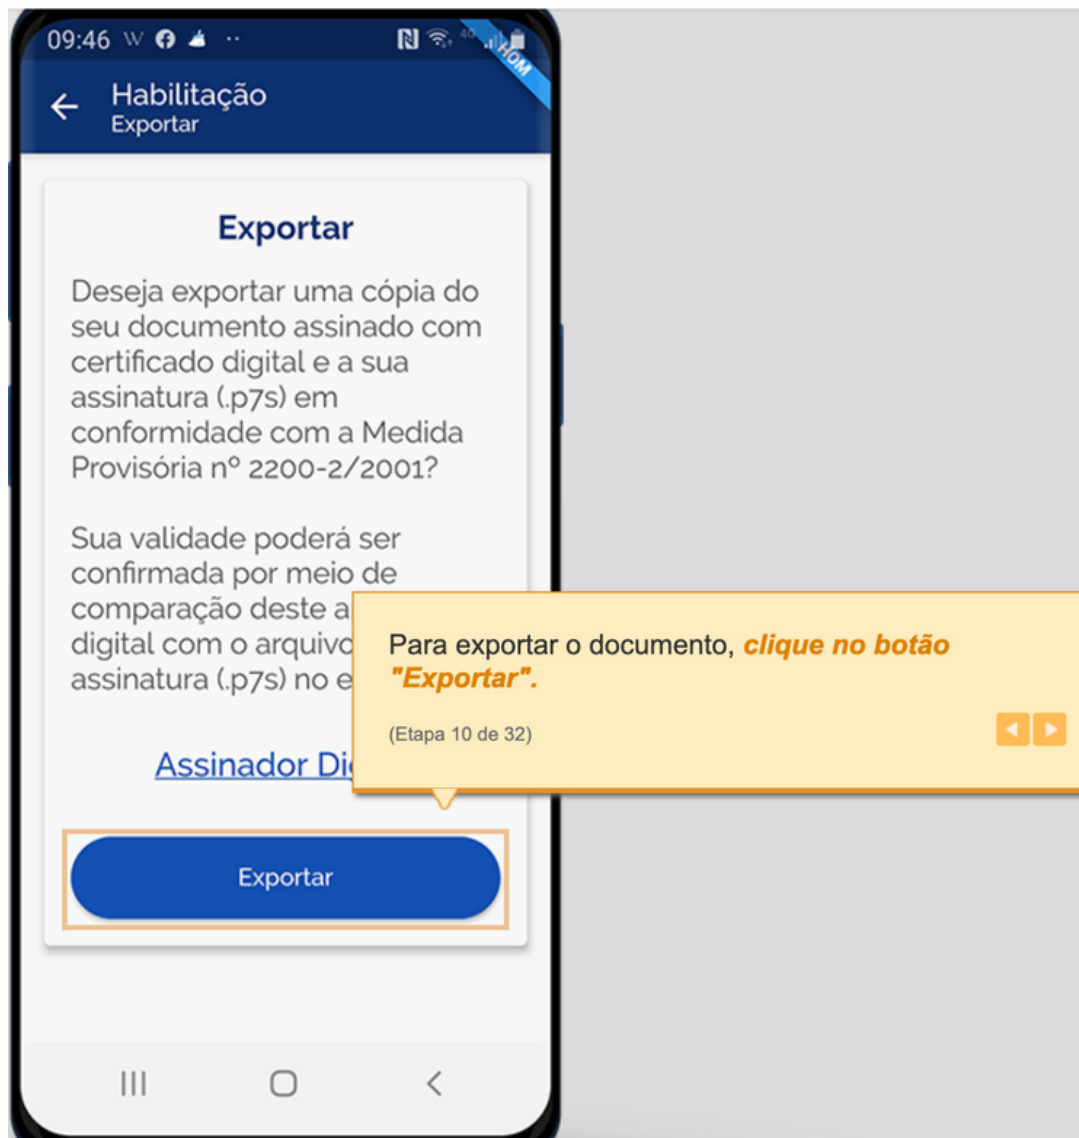 09:46
4G
HOM
Habilitação
Exportar
Exportar
Deseja exportar uma cópia do
seu documento assinado com
certificado digital e a sua
assinatura (.p7s) em
conformidade com a Medida
Provisória nº 2200-2/2001?
Sua validade poderá ser
confirmada por meio de
comparação deste a
digital com o arquivo
assinatura (.p7s) no e
Para exportar o documento, clique no botão
"Exportar".
(Etapa 10 de 32)
Assinador Di
Exportar